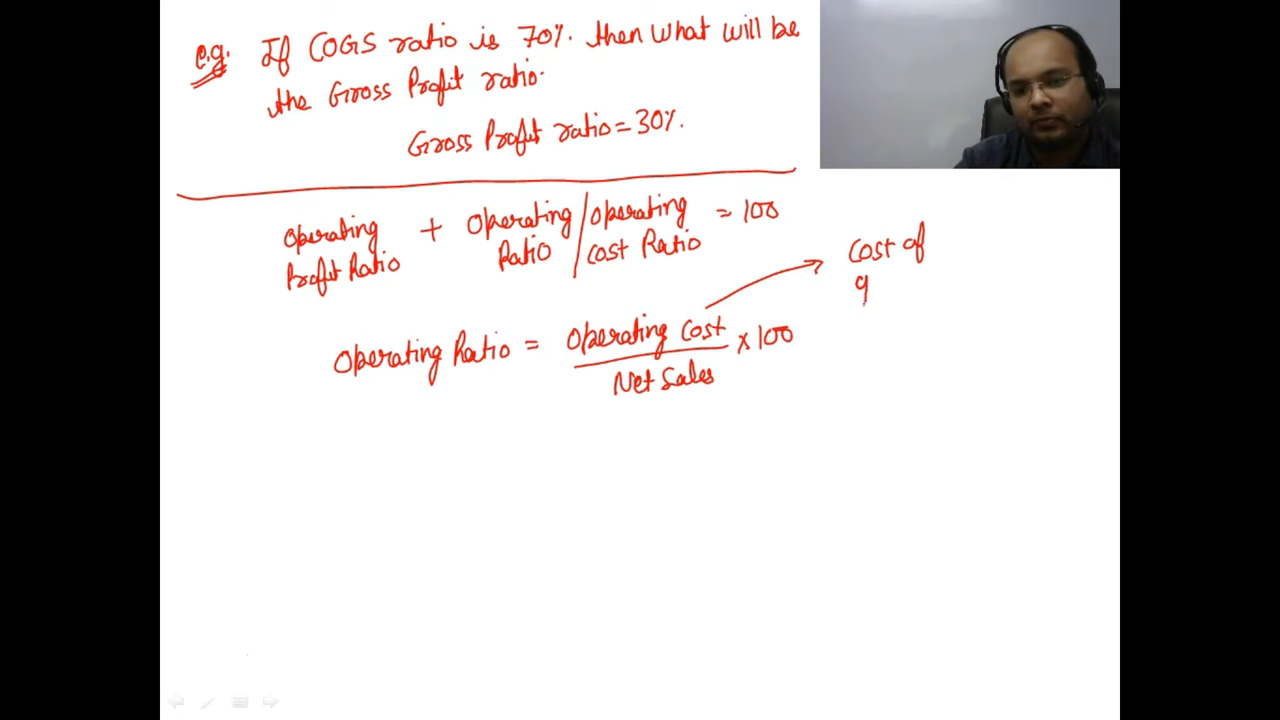 e.g. If COGS ratio is 70%. then what will be
the Gross Profit ratio.
Gross Profit ratio = 30%.
Operating Profit Ratio + Operating Ratio / Operating Cost Ratio = 100
Operating Ratio = Operating Cost / Net Sales × 100
Cost of
g